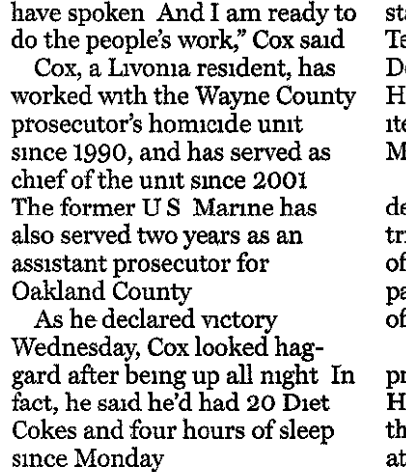 have spoken And I am ready to
do the people's work," Cox said
Cox, a Livonia resident, has
worked with the Wayne County
prosecutor's homicide unit
since 1990, and has served as
chief of the unit since 2001
The former U S Marine has
also served two years as an
assistant prosecutor for
Oakland County
As he declared victory
Wednesday, Cox looked hag-
gard after being up all night In
fact, he said he'd had 20 Diet
Cokes and four hours of sleep
since Monday